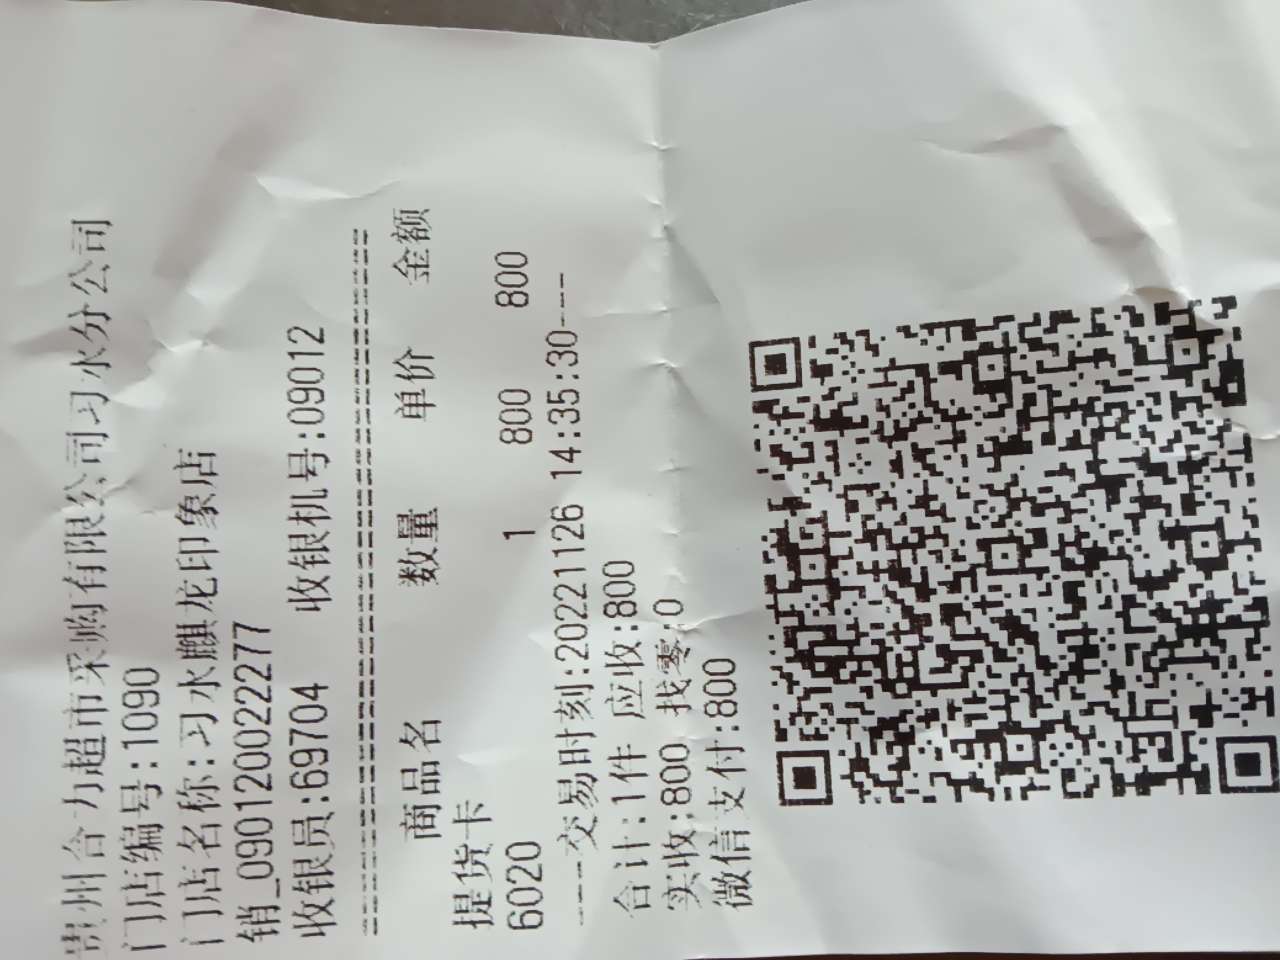 贵州合力超市采购有限公司习水分公司
门店编号:1090
门店名称:习水麒龙印象店
销_090120022277
收银员:69704 收银机号:09012
商品名 数量 单价 金额
提货卡
6020 1 800 800
----交易时刻:20221126 14:35:30----
合计:1件 应收:800
实收:800 找零:0
微信支付:800